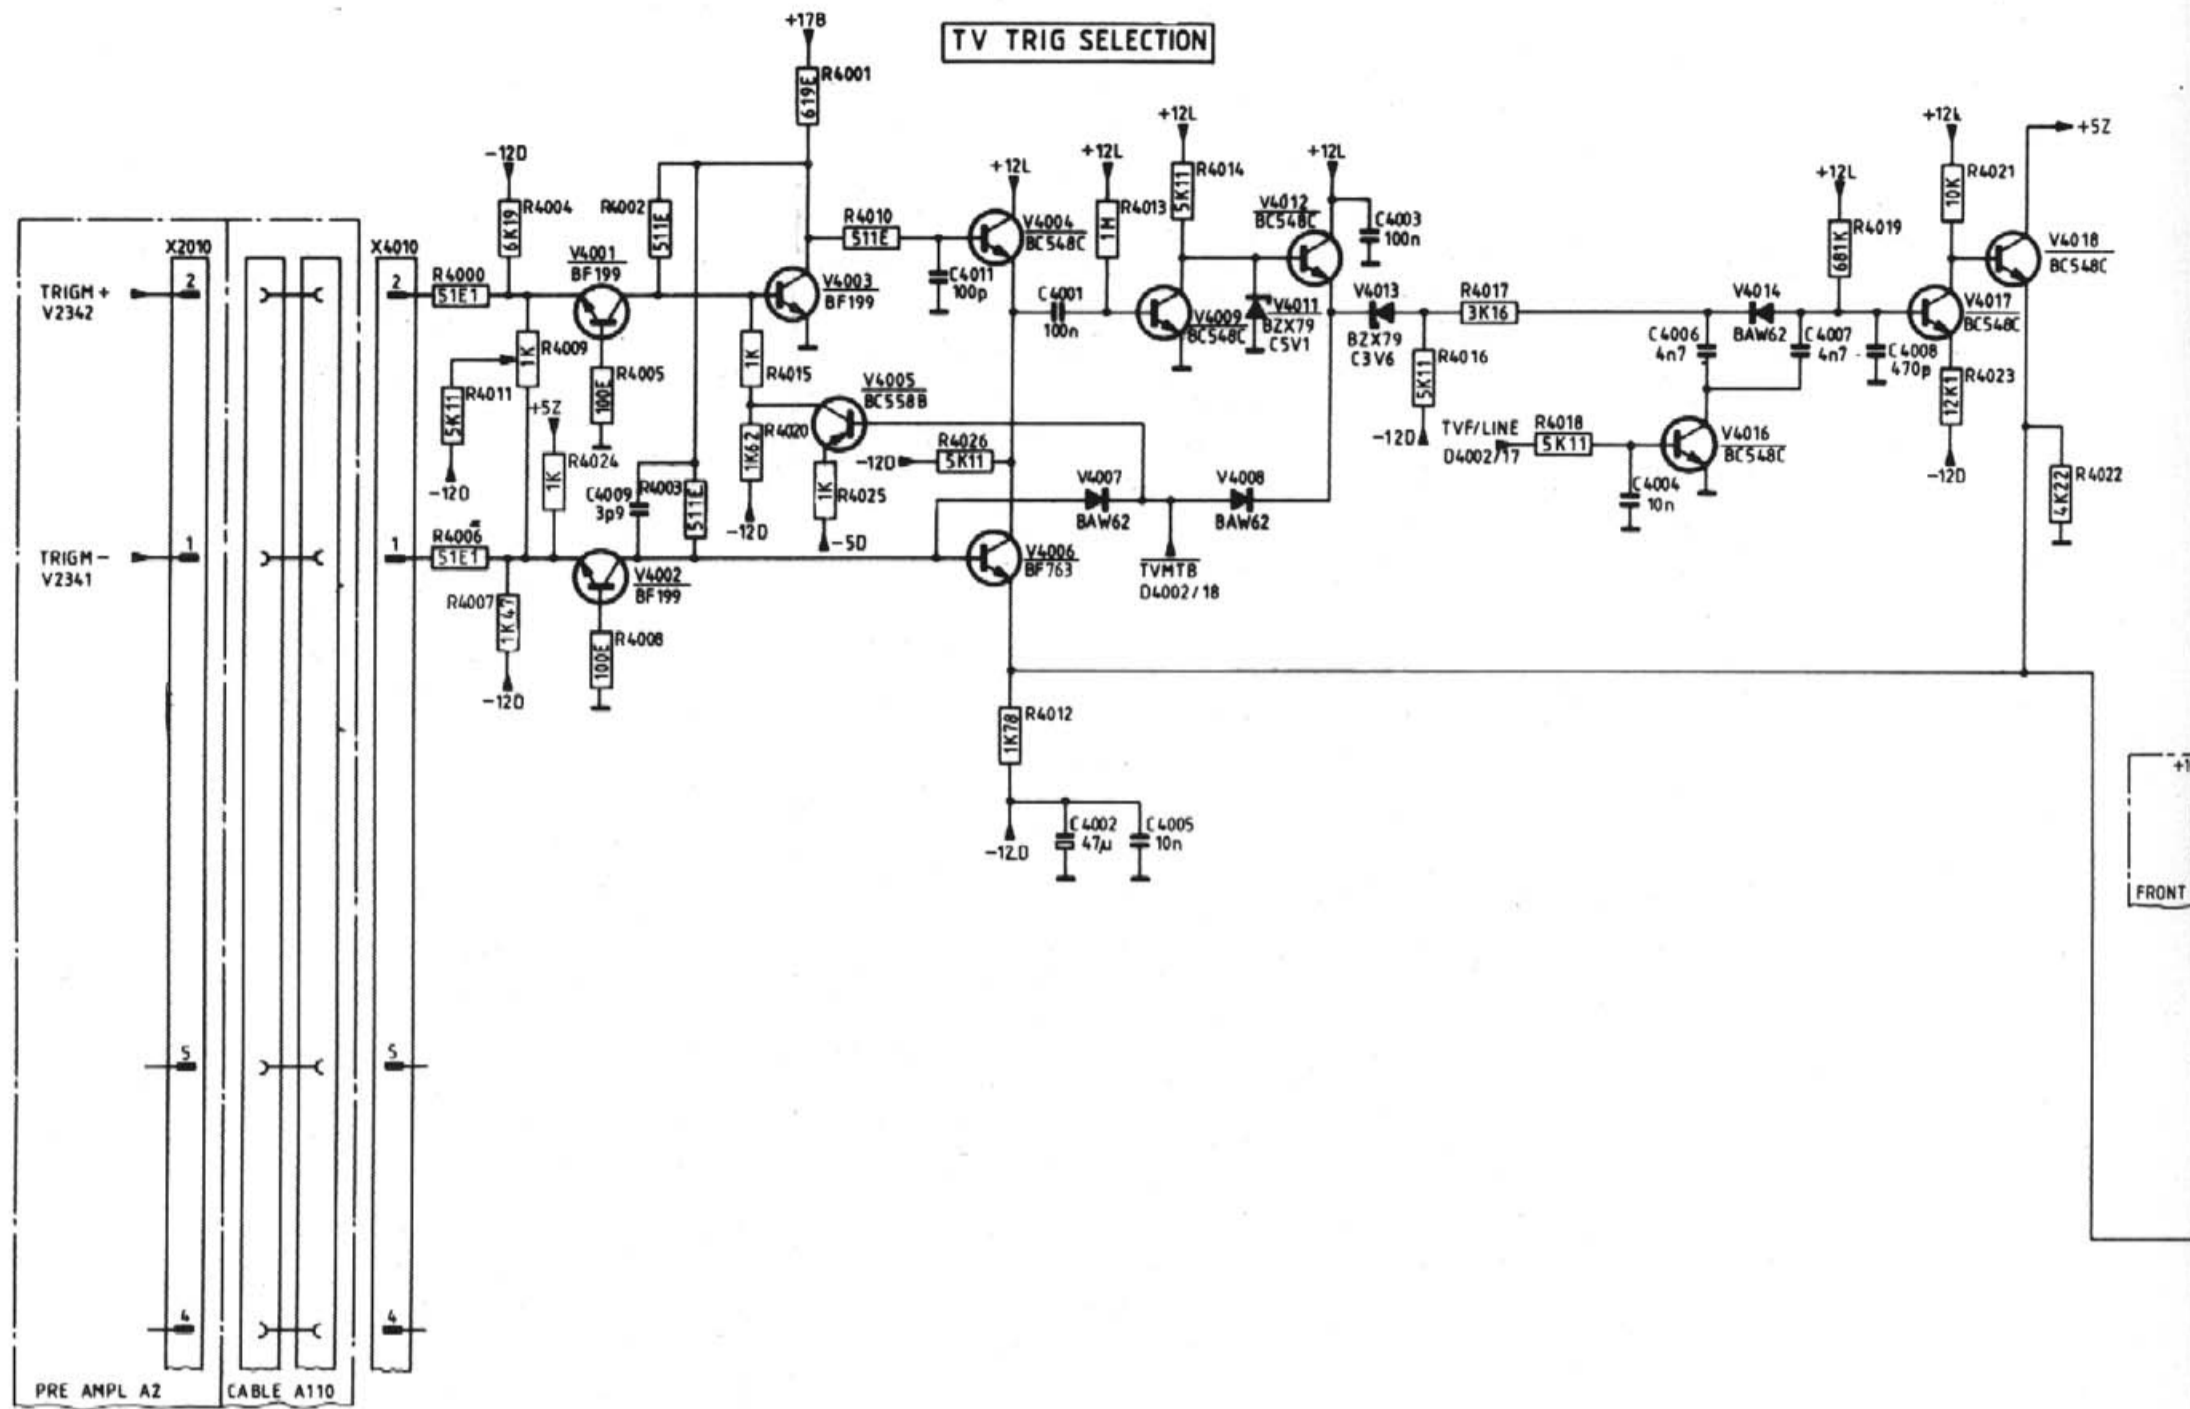 TV TRIG SELECTION
+17B
R4001
619E
-12D
R4004
6K19
R4002
511E
V4001
BF199
R4010
511E
+12L
V4004
BC548C
C4011
100p
+12L
R4013
1M
+12L
R4014
5K11
V4012
BC548C
+12L
C4003
100n
+12L
R4019
681K
+12L
R4021
10K
+5Z
V4018
BC548C
X2010
X4010
TRIGM+
V2342
2
2
R4000
51E1
V4003
BF199
C4001
100n
V4009
BC548C
V4011
BZX79
C5V1
V4013
BZX79
C3V6
R4017
3K16
R4016
5K11
-12D
C4006
4n7
V4014
BAW62
C4007
4n7
C4008
470p
V4017
BC548C
R4023
12K1
-12D
R4009
1K
R4011
5K11
-12D
R4005
100E
R4015
1K
V4005
BC558B
+5Z
R4024
1K
R4020
1K62
-12D
R4025
1K
-5D
C4009
3p9
R4003
511E
-12D
R4026
5K11
V4007
BAW62
V4008
BAW62
TVF/LINE
D4002/17
R4018
5K11
C4004
10n
V4016
BC548C
R4022
4K22
TRIGM-
V2341
1
1
R4006
51E1
R4007
1K47
-12D
V4002
BF199
R4008
100E
V4006
BF763
TVMTB
D4002/18
R4012
1K78
-12D
C4002
47µ
C4005
10n
FRONT
5
5
4
4
PRE AMPL A2
CABLE A110